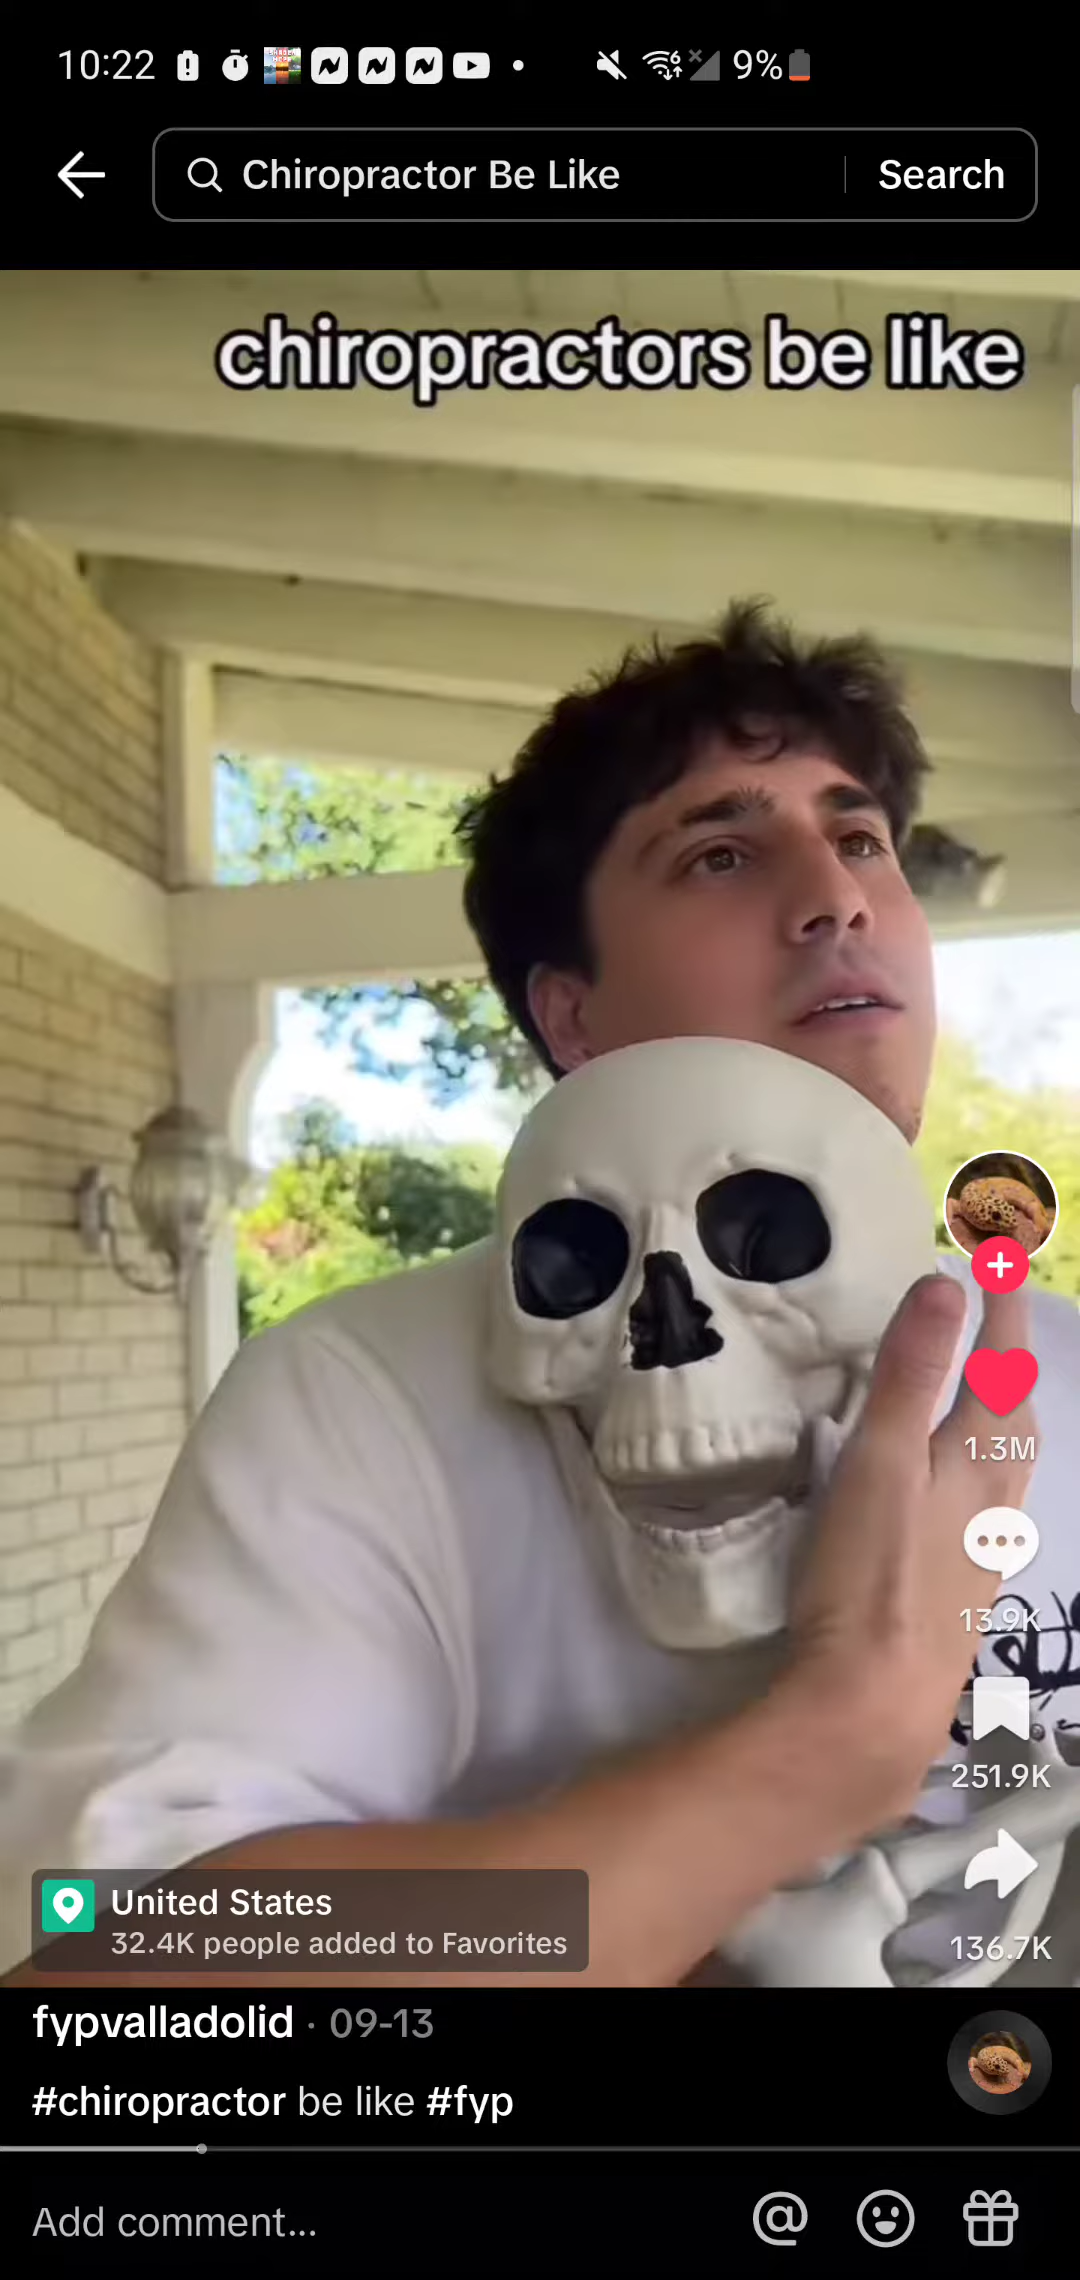 10:22
9%
Chiropractor Be Like
Search
chiropractors be like
1.3M
13.9K
251.9K
136.7K
United States
32.4K people added to Favorites
fypvalladolid · 09-13
#chiropractor be like #fyp
Add comment...